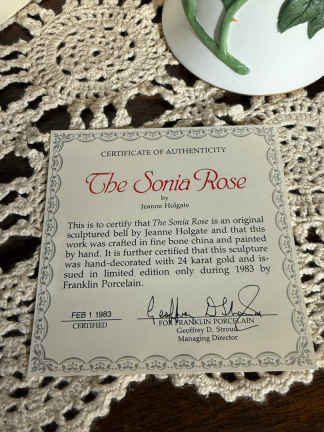 CERTIFICATE OF AUTHENTICITY
The Sonia Rose
by
Jeanne Holgate
This is to certify that The Sonia Rose is an original
sculptured bell by Jeanne Holgate and that this
work was crafted in fine bone china and painted
by hand. It is further certified that this sculpture
was hand-decorated with 24 karat gold and is-
sued in limited edition only during 1983 by
Franklin Porcelain.
FEB 1 1983
CERTIFIED
Geoffrey D. Stroud
FOR FRANKLIN PORCELAIN
Geoffrey D. Stroud
Managing Director